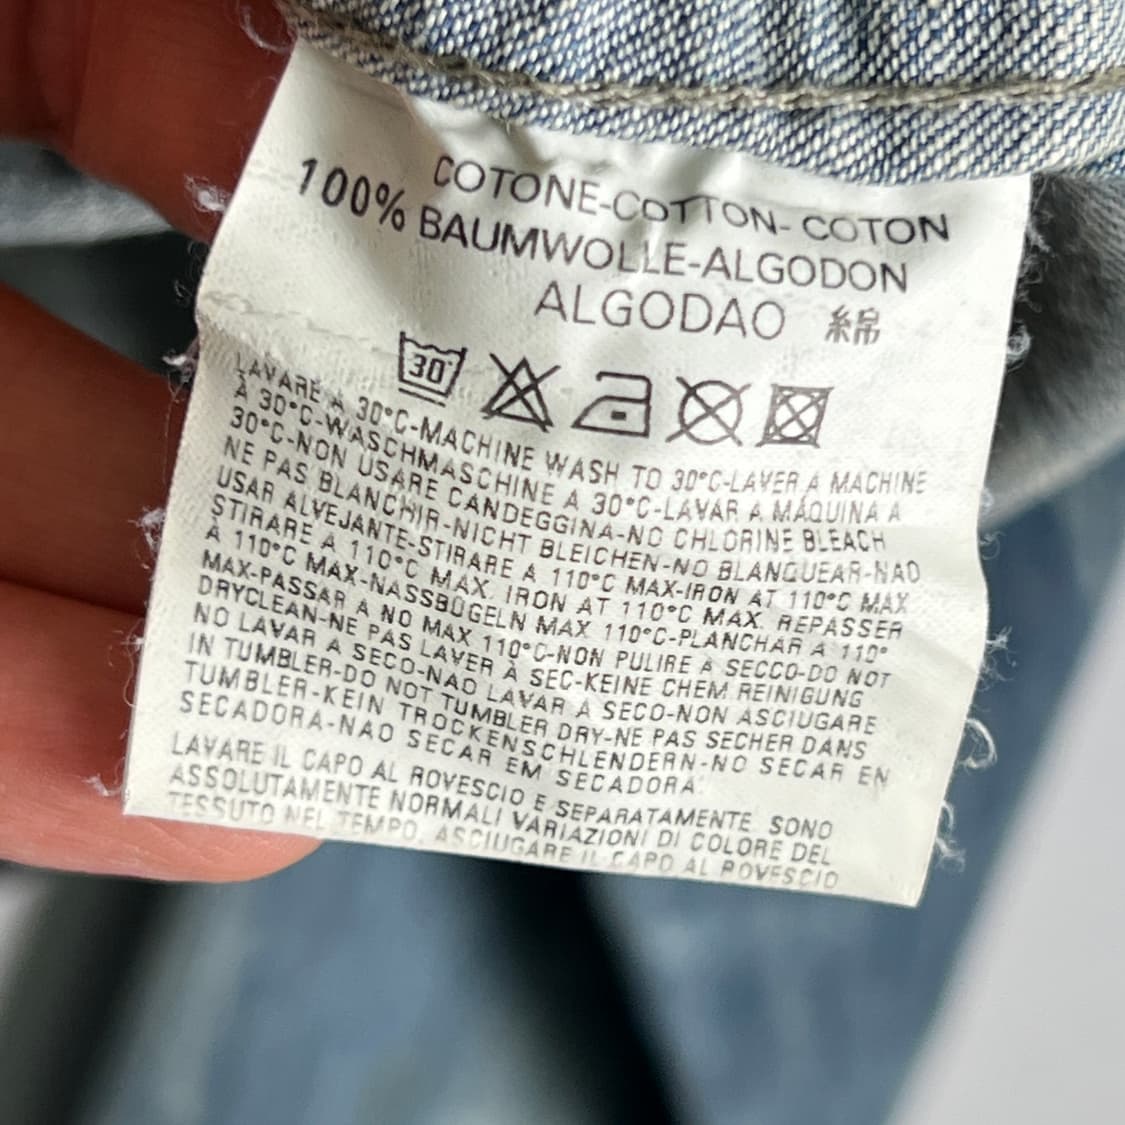 COTONE-COTTON-COTON
100% BAUMWOLLE-ALGODON
ALGODAO 綿
30°
LAVARE A 30°C-MACHINE WASH TO 30°C-LAVER A MACHINE
À 30°C-WASCHMASCHINE A 30°C-LAVAR A MÁQUINA A
30°C-NON USARE CANDEGGINA-NO CHLORINE BLEACH
NE PAS BLANCHIR-NICHT BLEICHEN-NO BLANQUEAR-NAO
USAR ALVEJANTE-STIRARE A 110°C MAX-IRON AT 110°C MAX
STIRARE A 110°C MAX. IRON AT 110°C MAX. REPASSER
À 110°C MAX-NASSBÜGELN MAX 110°C-PLANCHAR A 110°
MAX-PASSAR A NO MAX 110°C-NON PULIRE A SECCO-DO NOT
DRYCLEAN-NE PAS LAVER À SEC-KEINE CHEM REINIGUNG
NO LAVAR A SECO-NAO LAVAR A SECO-NON ASCIUGARE
IN TUMBLER-DO NOT TUMBLER DRY-NE PAS SECHER DANS
TUMBLER-KEIN TROCKENSCHLENDERN-NO SECAR EN
SECADORA-NAO SECAR EM SECADORA.
LAVARE IL CAPO AL ROVESCIO E SEPARATAMENTE SONO
ASSOLUTAMENTE NORMALI VARIAZIONI DI COLORE DEL
TESSUTO NEL TEMPO, ASCIUGARE IL CAPO AL ROVESCIO